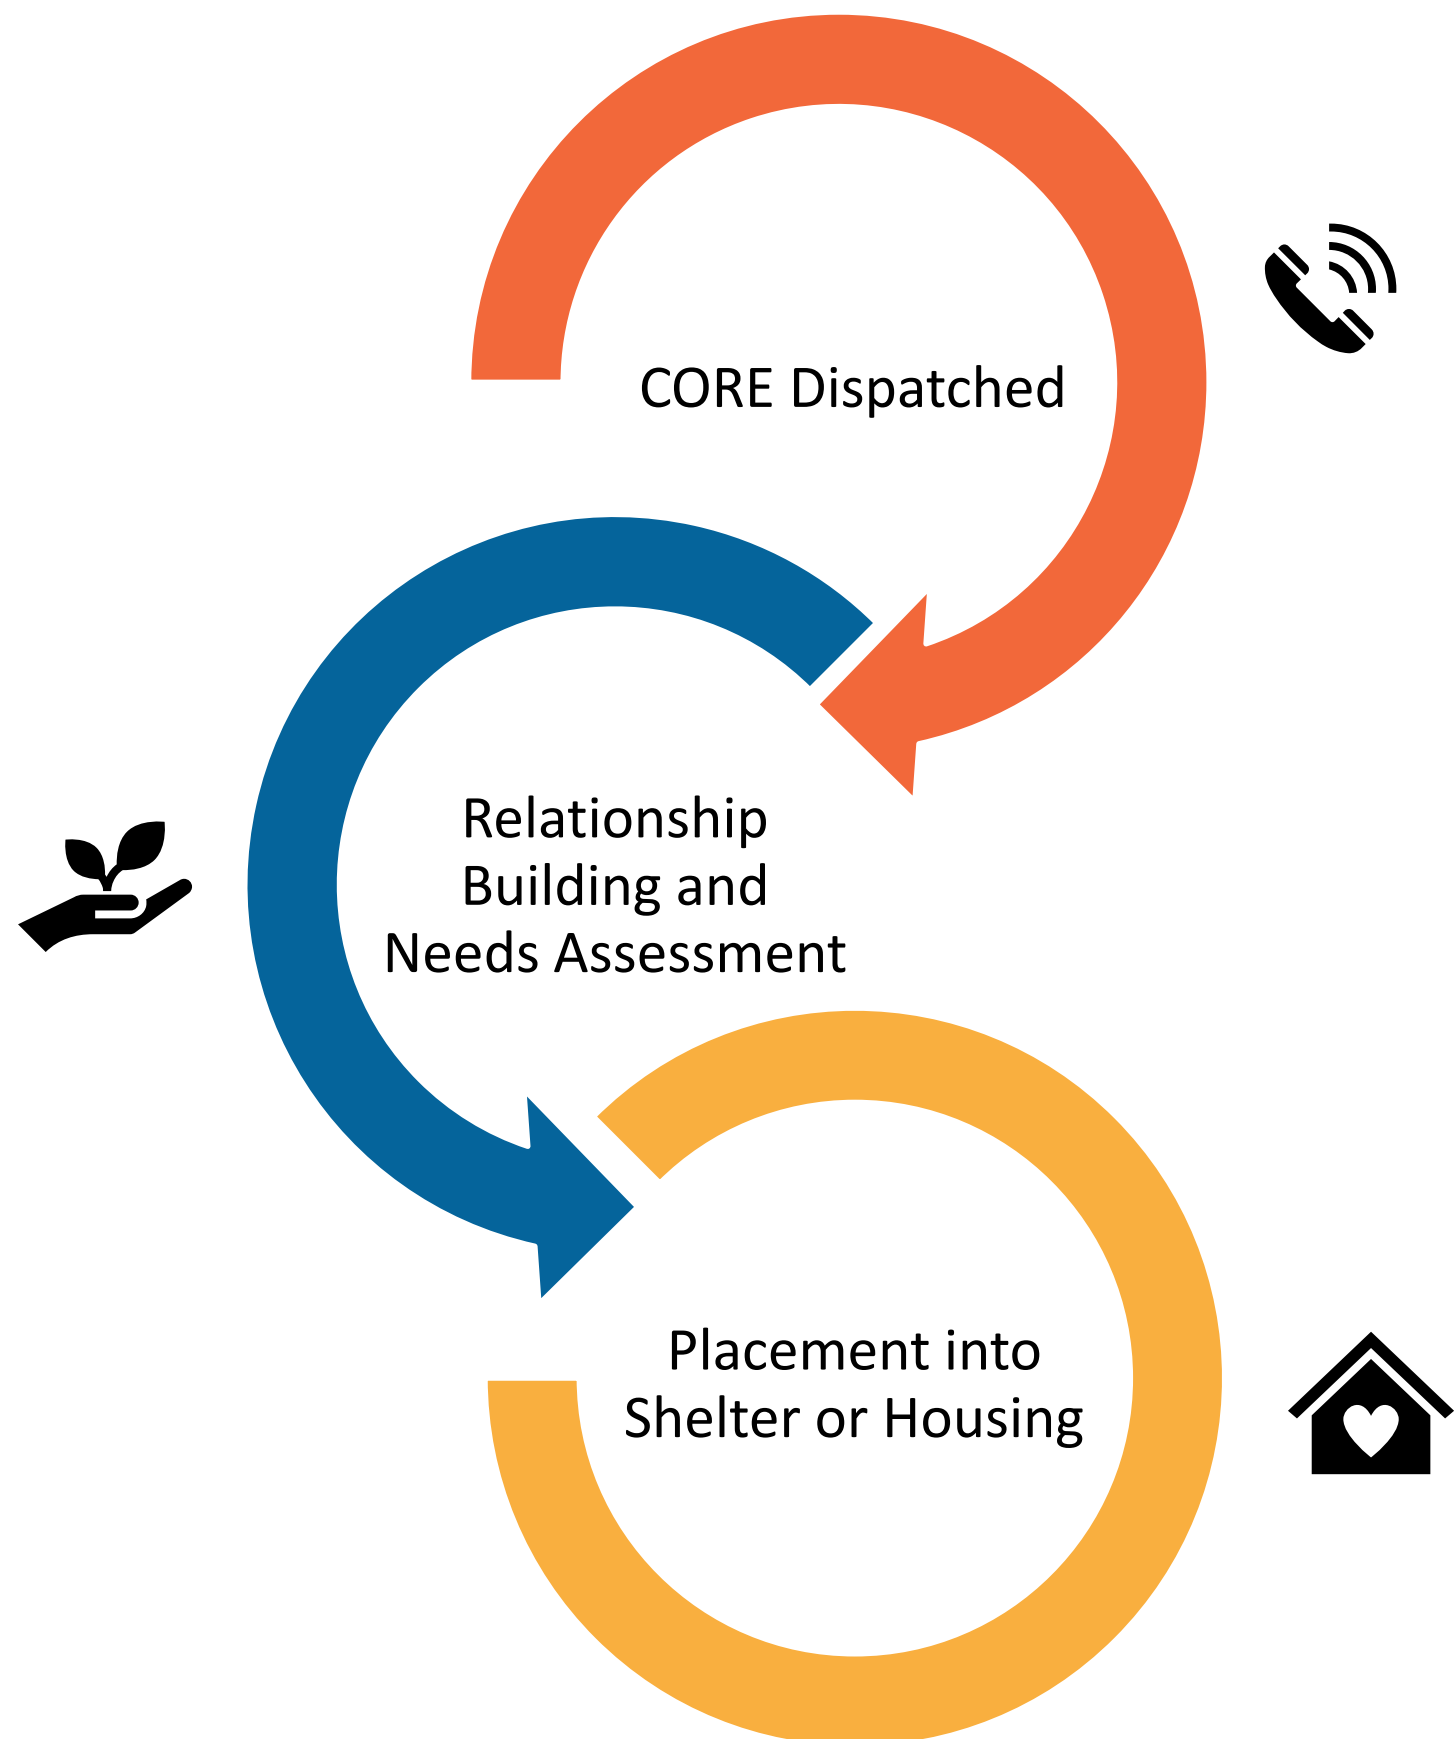 CORE Dispatched
Relationship
Building and
Needs Assessment
Placement into
Shelter or Housing